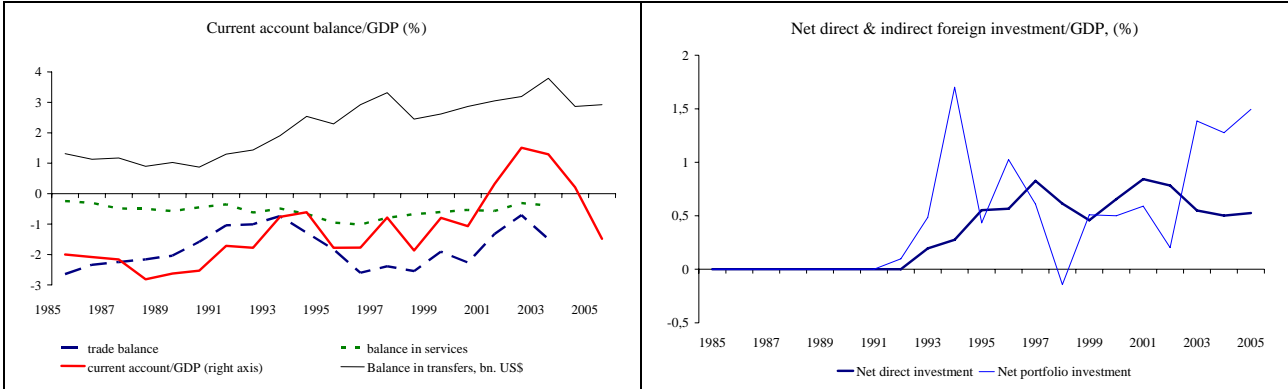 Current account balance/GDP (%)
4
3
2
1
0
-1
-2
-3
1985 1987 1989 1991 1993 1995 1997 1999 2001 2003 2005
trade balance balance in services
current account/GDP (right axis) Balance in transfers, bn. US$
Net direct & indirect foreign investment/GDP, (%)
2
1,5
1
0,5
0
-0,5
1985 1987 1989 1991 1993 1995 1997 1999 2001 2003 2005
Net direct investment Net portfolio investment